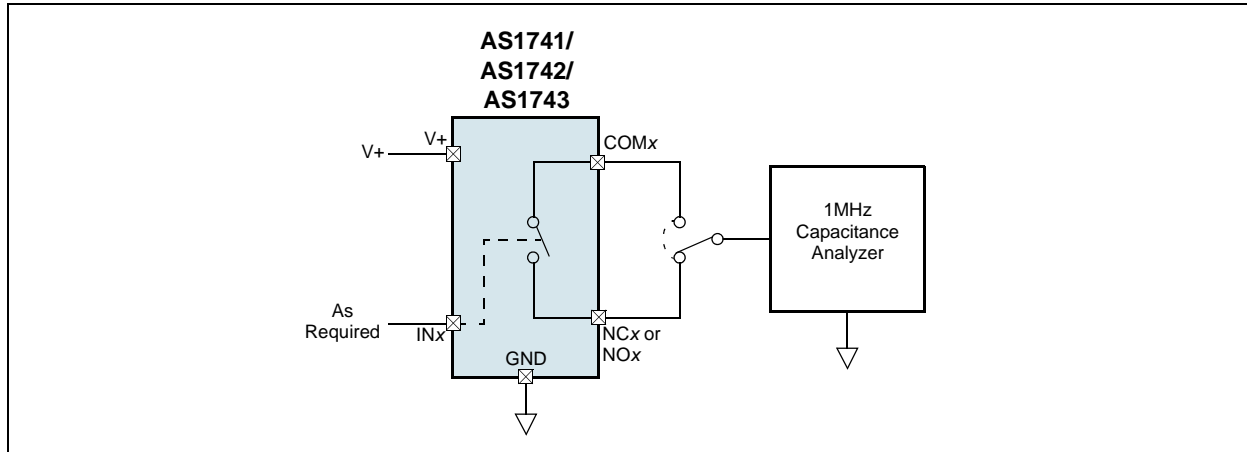 AS1741/
AS1742/
AS1743
V+
V+
COMx
1MHz
Capacitance
Analyzer
As
Required
INx
NCx or
NOx
GND